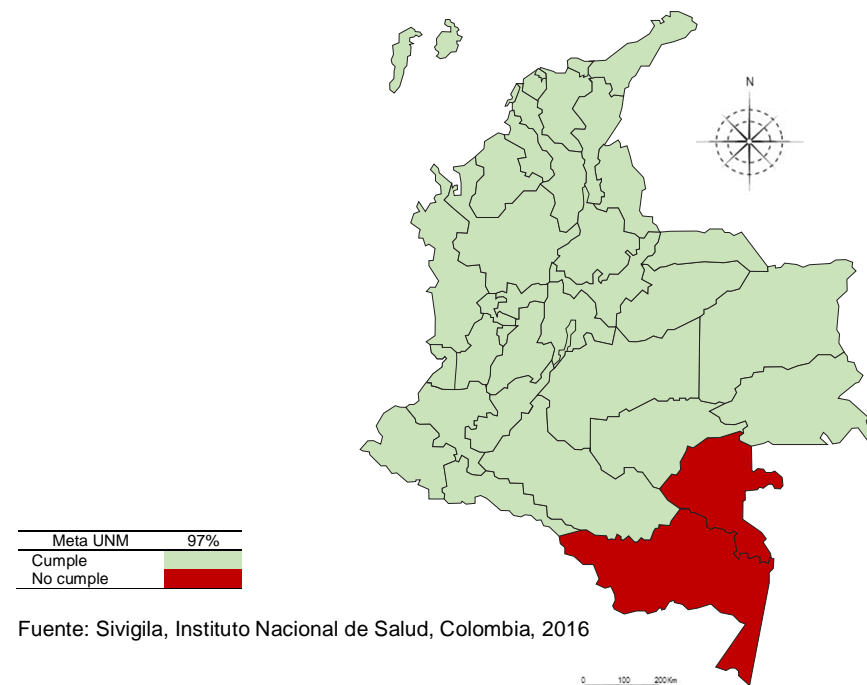 N
Meta UNM 97%
Cumple
No cumple
Fuente: Sivigila, Instituto Nacional de Salud, Colombia, 2016
0 100 200 Km